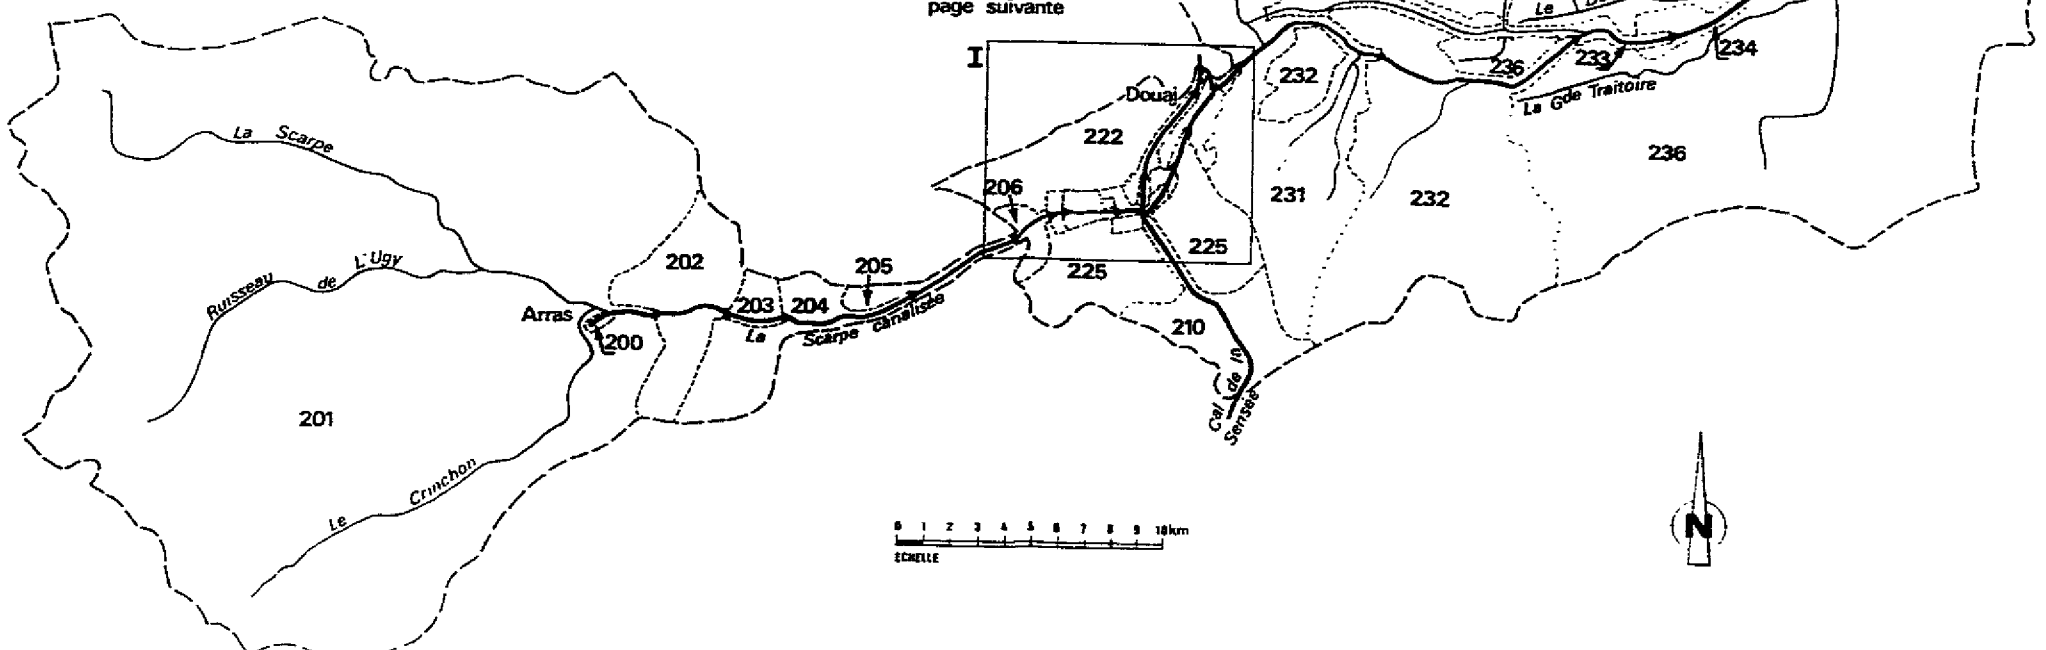 page suivante
Le
I
232
236
233
234
La Gde Traitoire
Douai
La Scarpe
222
236
206
231
232
202
225
Ruisseau de L'Ugy
205
225
203
204
Arras
La Scarpe canalisée
200
210
Cal de la
Sensée
201
Le Crinchon
0 1 2 3 4 5 6 7 8 9 10km
ECHELLE
N